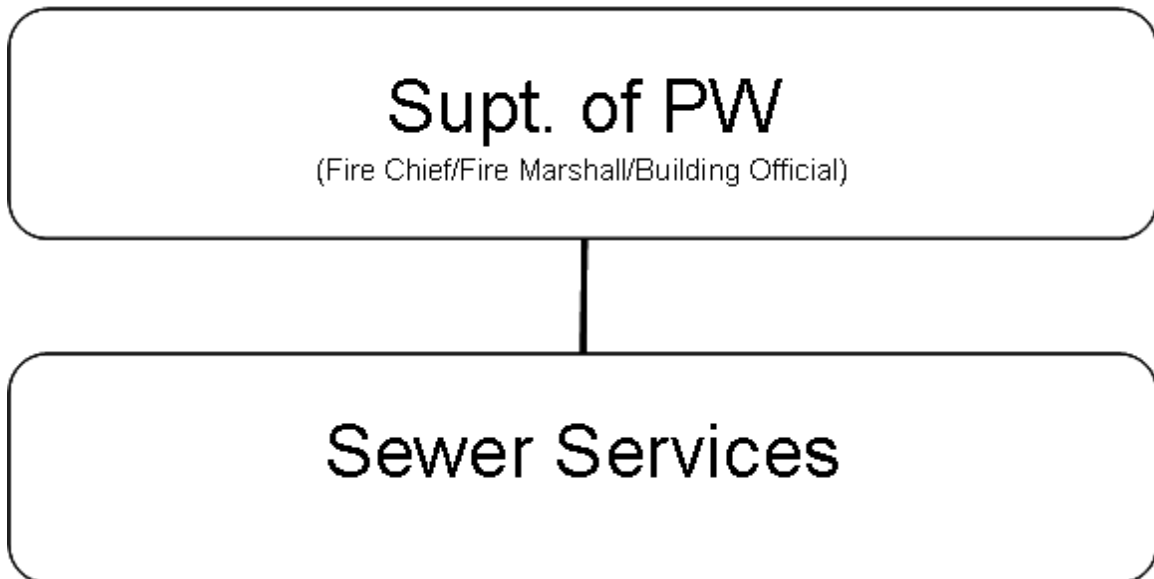 Supt. of PW
(Fire Chief/Fire Marshall/Building Official)
Sewer Services